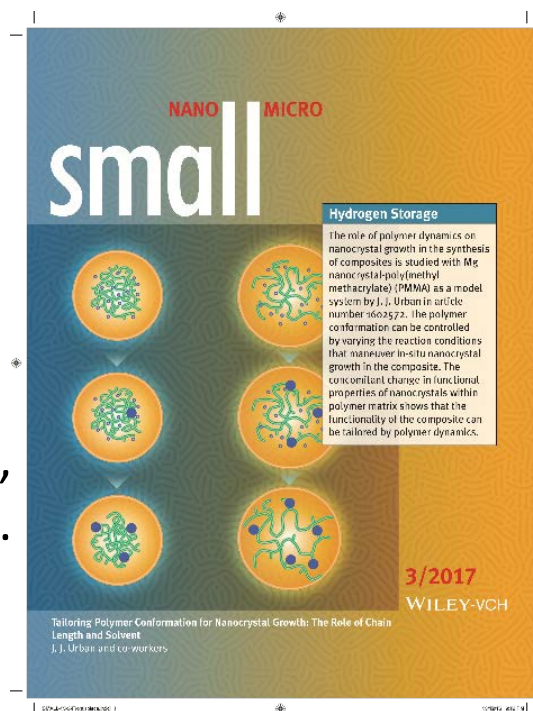 NANO MICRO
small
Hydrogen Storage
The role of polymer dynamics on
nanocrystal growth in the synthesis
of composites is studied with Mg
nanocrystal-poly(methyl
methacrylate) (PMMA) as a model
system by J. J. Urban in article
number 1602572. The polymer
conformation can be controlled
by varying the reaction conditions
that maneuver in-situ nanocrystal
growth in the composite. The
concomitant change in functional
properties of nanocrystals within
polymer matrix shows that the
functionality of the composite can
be tailored by polymer dynamics.
,
.
3/2017
WILEY-VCH
Tailoring Polymer Conformation for Nanocrystal Growth: The Role of Chain
Length and Solvent
J. J. Urban and co-workers